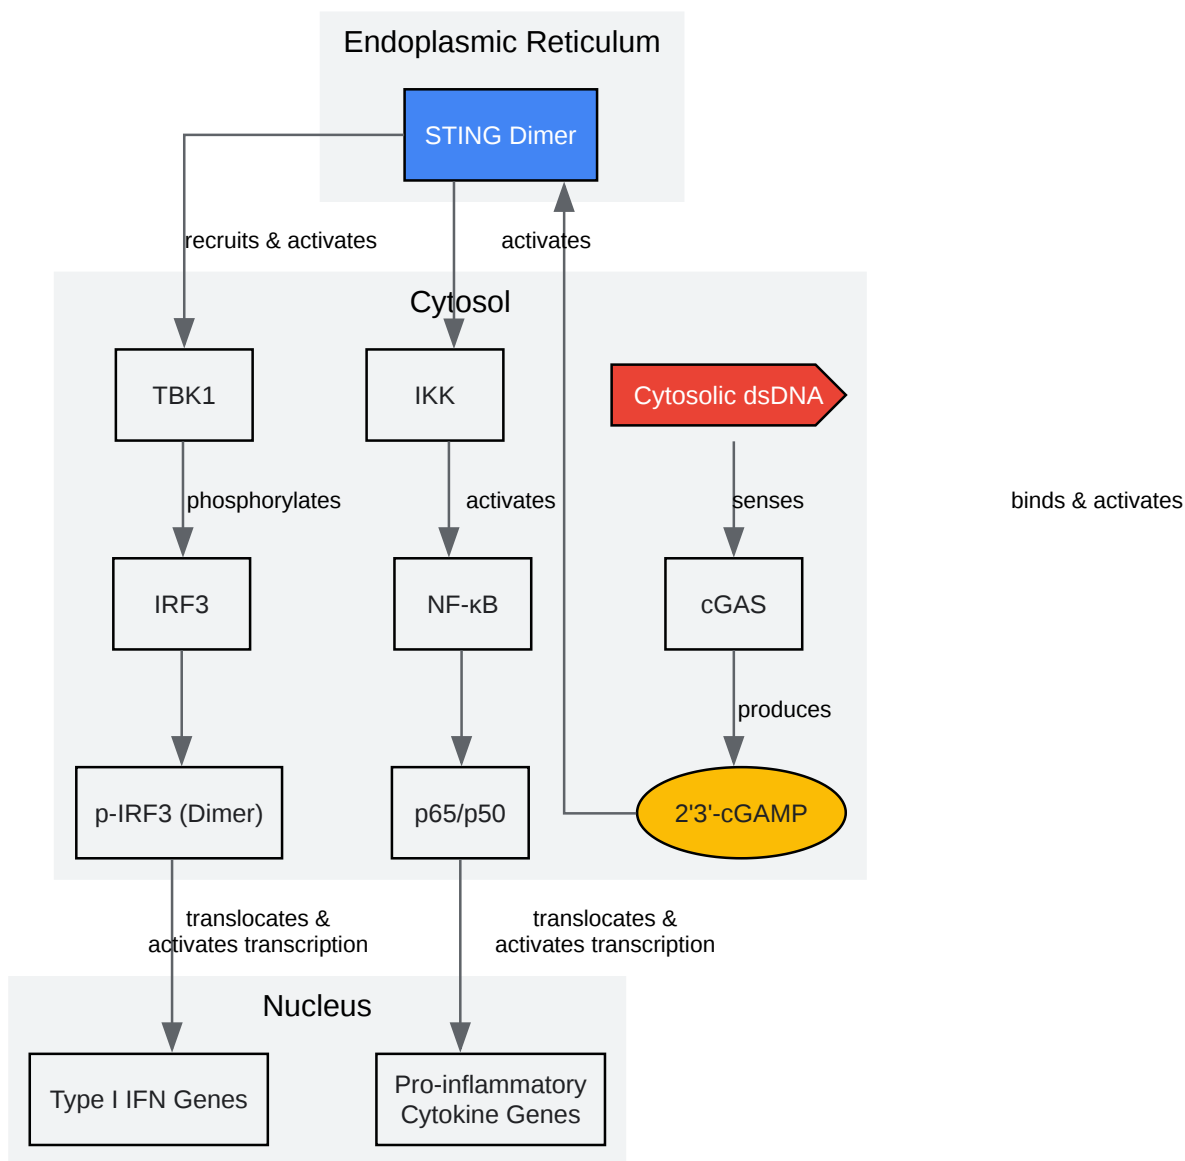 Endoplasmic Reticulum
STING Dimer
recruits & activates
activates
Cytosol
TBK1
IKK
Cytosolic dsDNA
phosphorylates
activates
senses
binds & activates
IRF3
NF-κB
cGAS
produces
p-IRF3 (Dimer)
p65/p50
2'3'-cGAMP
translocates &
activates transcription
translocates &
activates transcription
Nucleus
Type I IFN Genes
Pro-inflammatory
Cytokine Genes